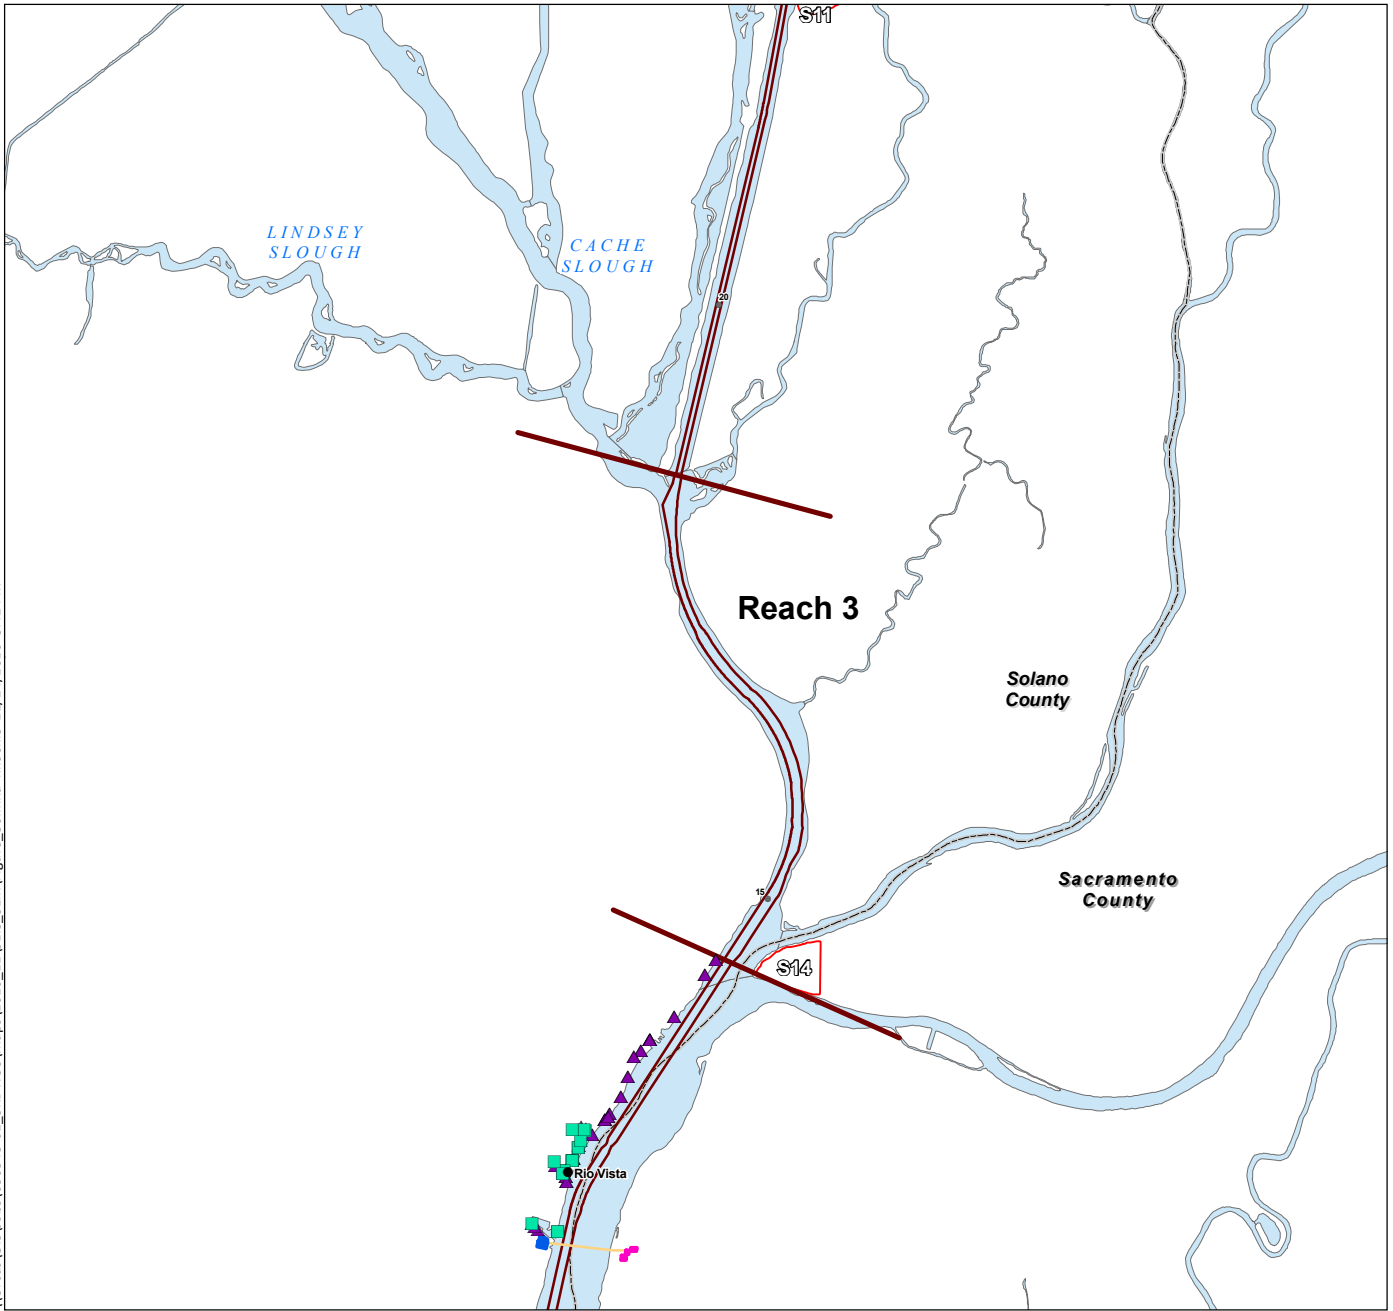 S11
LINDSEY
SLOUGH
CACHE
SLOUGH
20
Reach 3
Solano
County
Sacramento
County
15
S14
Rio Vista